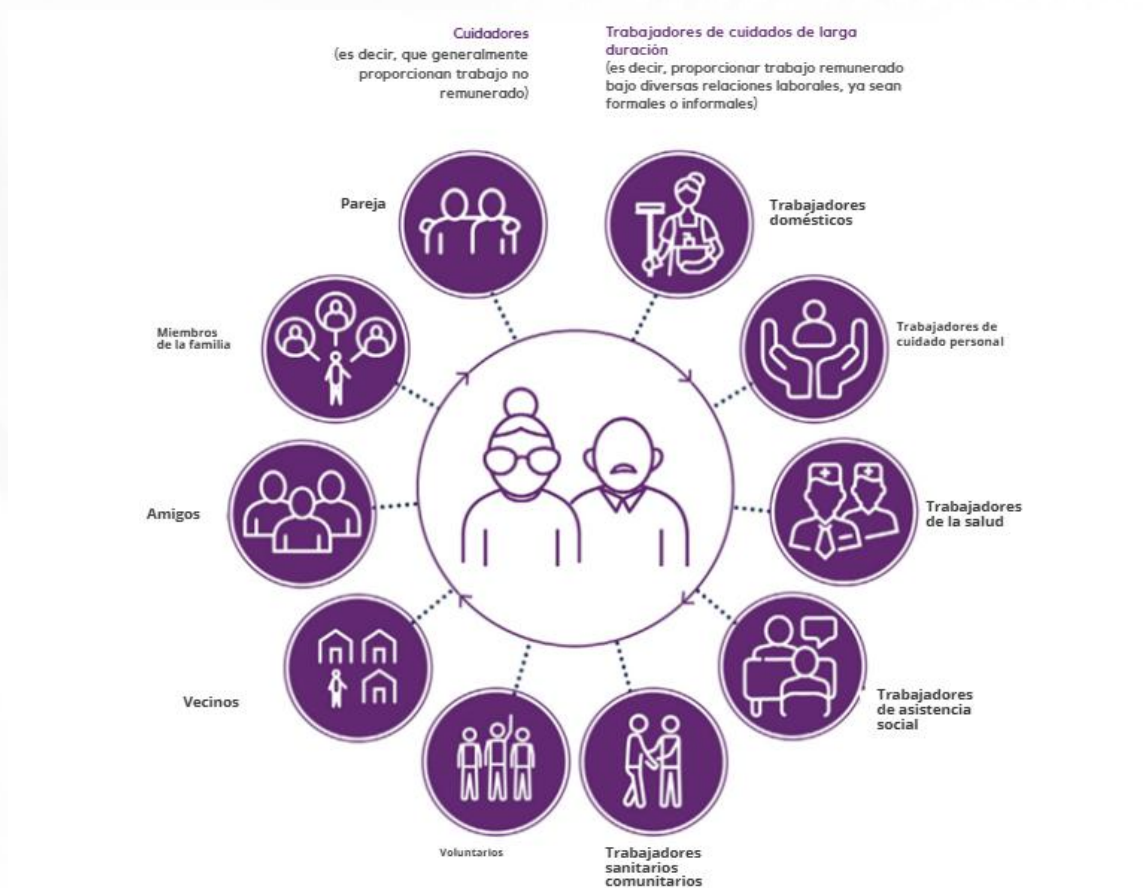 Cuidadores
(es decir, que generalmente
proporcionan trabajo no
remunerado)
Trabajadores de cuidados de larga
duración
(es decir, proporcionar trabajo remunerado
bajo diversas relaciones laborales, ya sean
formales o informales)
Pareja
Trabajadores
domésticos
Miembros
de la familia
Trabajadores de
cuidado personal
Amigos
Trabajadores
de la salud
Vecinos
Trabajadores
de asistencia
social
Voluntarios
Trabajadores
sanitarios
comunitarios